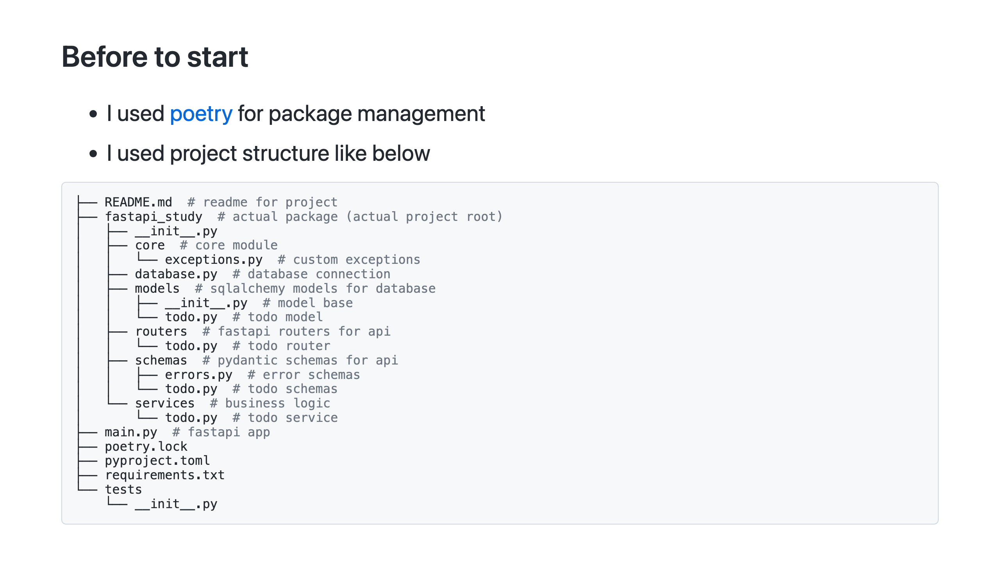 Before to start
• I used poetry for package management
• I used project structure like below
├── README.md  # readme for project
├── fastapi_study  # actual package (actual project root)
│   ├── __init__.py
│   ├── core  # core module
│   │   └── exceptions.py  # custom exceptions
│   ├── database.py  # database connection
│   ├── models  # sqlalchemy models for database
│   │   ├── __init__.py  # model base
│   │   └── todo.py  # todo model
│   ├── routers  # fastapi routers for api
│   │   └── todo.py  # todo router
│   ├── schemas  # pydantic schemas for api
│   │   ├── errors.py  # error schemas
│   │   └── todo.py  # todo schemas
│   └── services  # business logic
│       └── todo.py  # todo service
├── main.py  # fastapi app
├── poetry.lock
├── pyproject.toml
├── requirements.txt
└── tests
    └── __init__.py